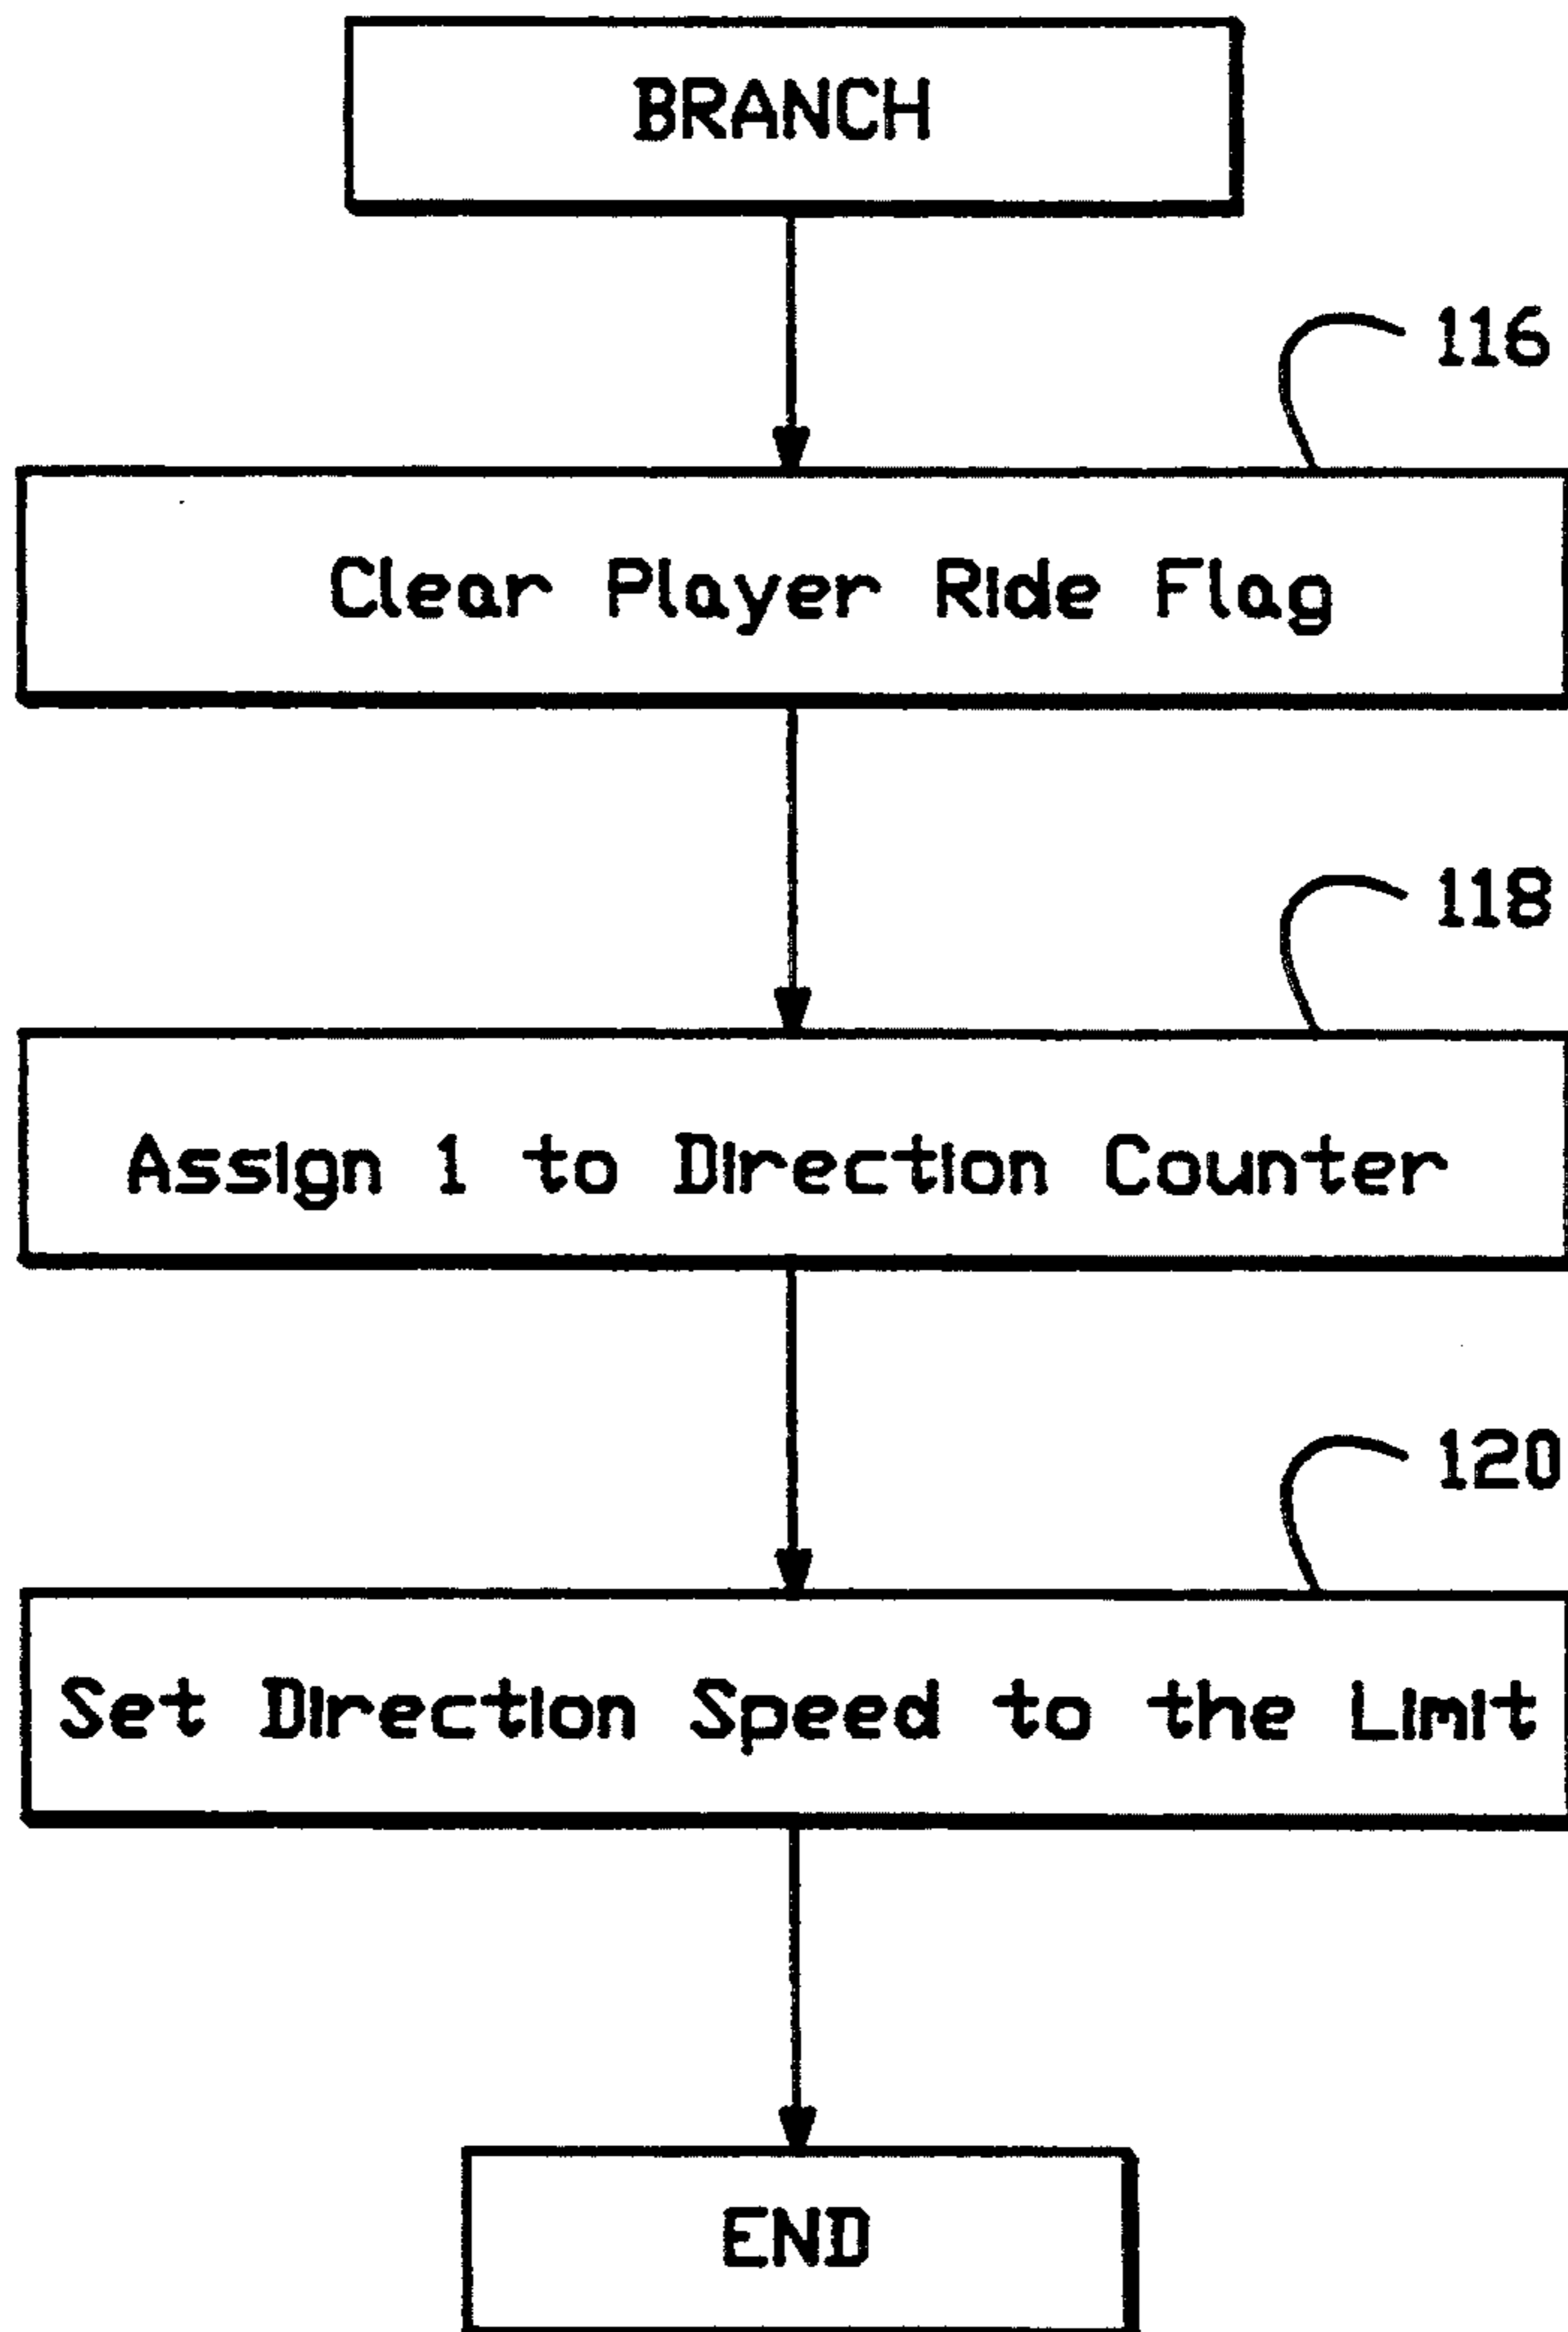 BRANCH
116
Clear Player Ride Flag
118
Assign 1 to Direction Counter
120
Set Direction Speed to the Limit
END